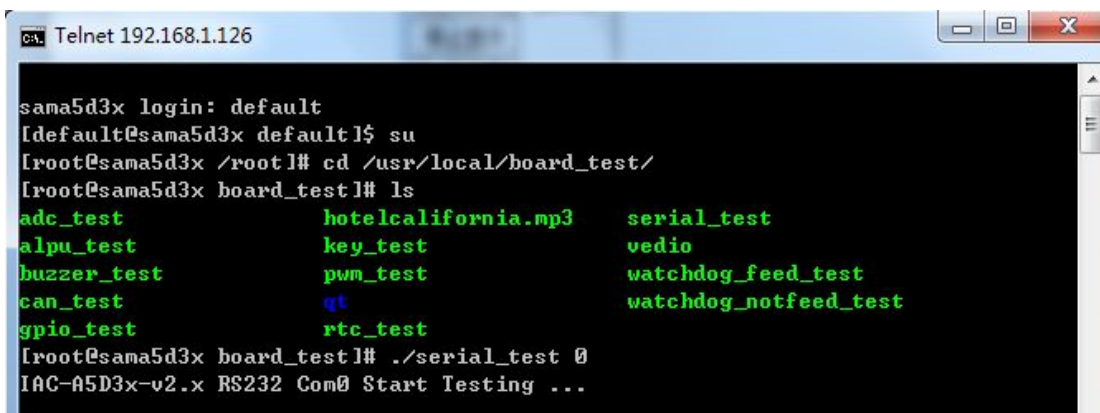 Telnet 192.168.1.126
sama5d3x login: default
[default@sama5d3x default]$ su
[root@sama5d3x /root]# cd /usr/local/board_test/
[root@sama5d3x board_test]# ls
adc_test hotelcalifornia.mp3 serial_test
alpu_test key_test vedio
buzzer_test pwm_test watchdog_feed_test
can_test qt watchdog_notfeed_test
gpio_test rtc_test
[root@sama5d3x board_test]# ./serial_test 0
IAC-A5D3x-v2.x RS232 Com0 Start Testing ...